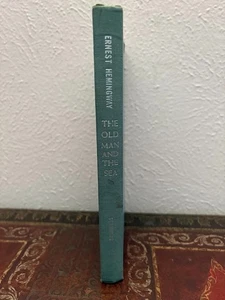 ERNEST HEMINGWAY
THE
OLD
MAN
AND THE
SEA